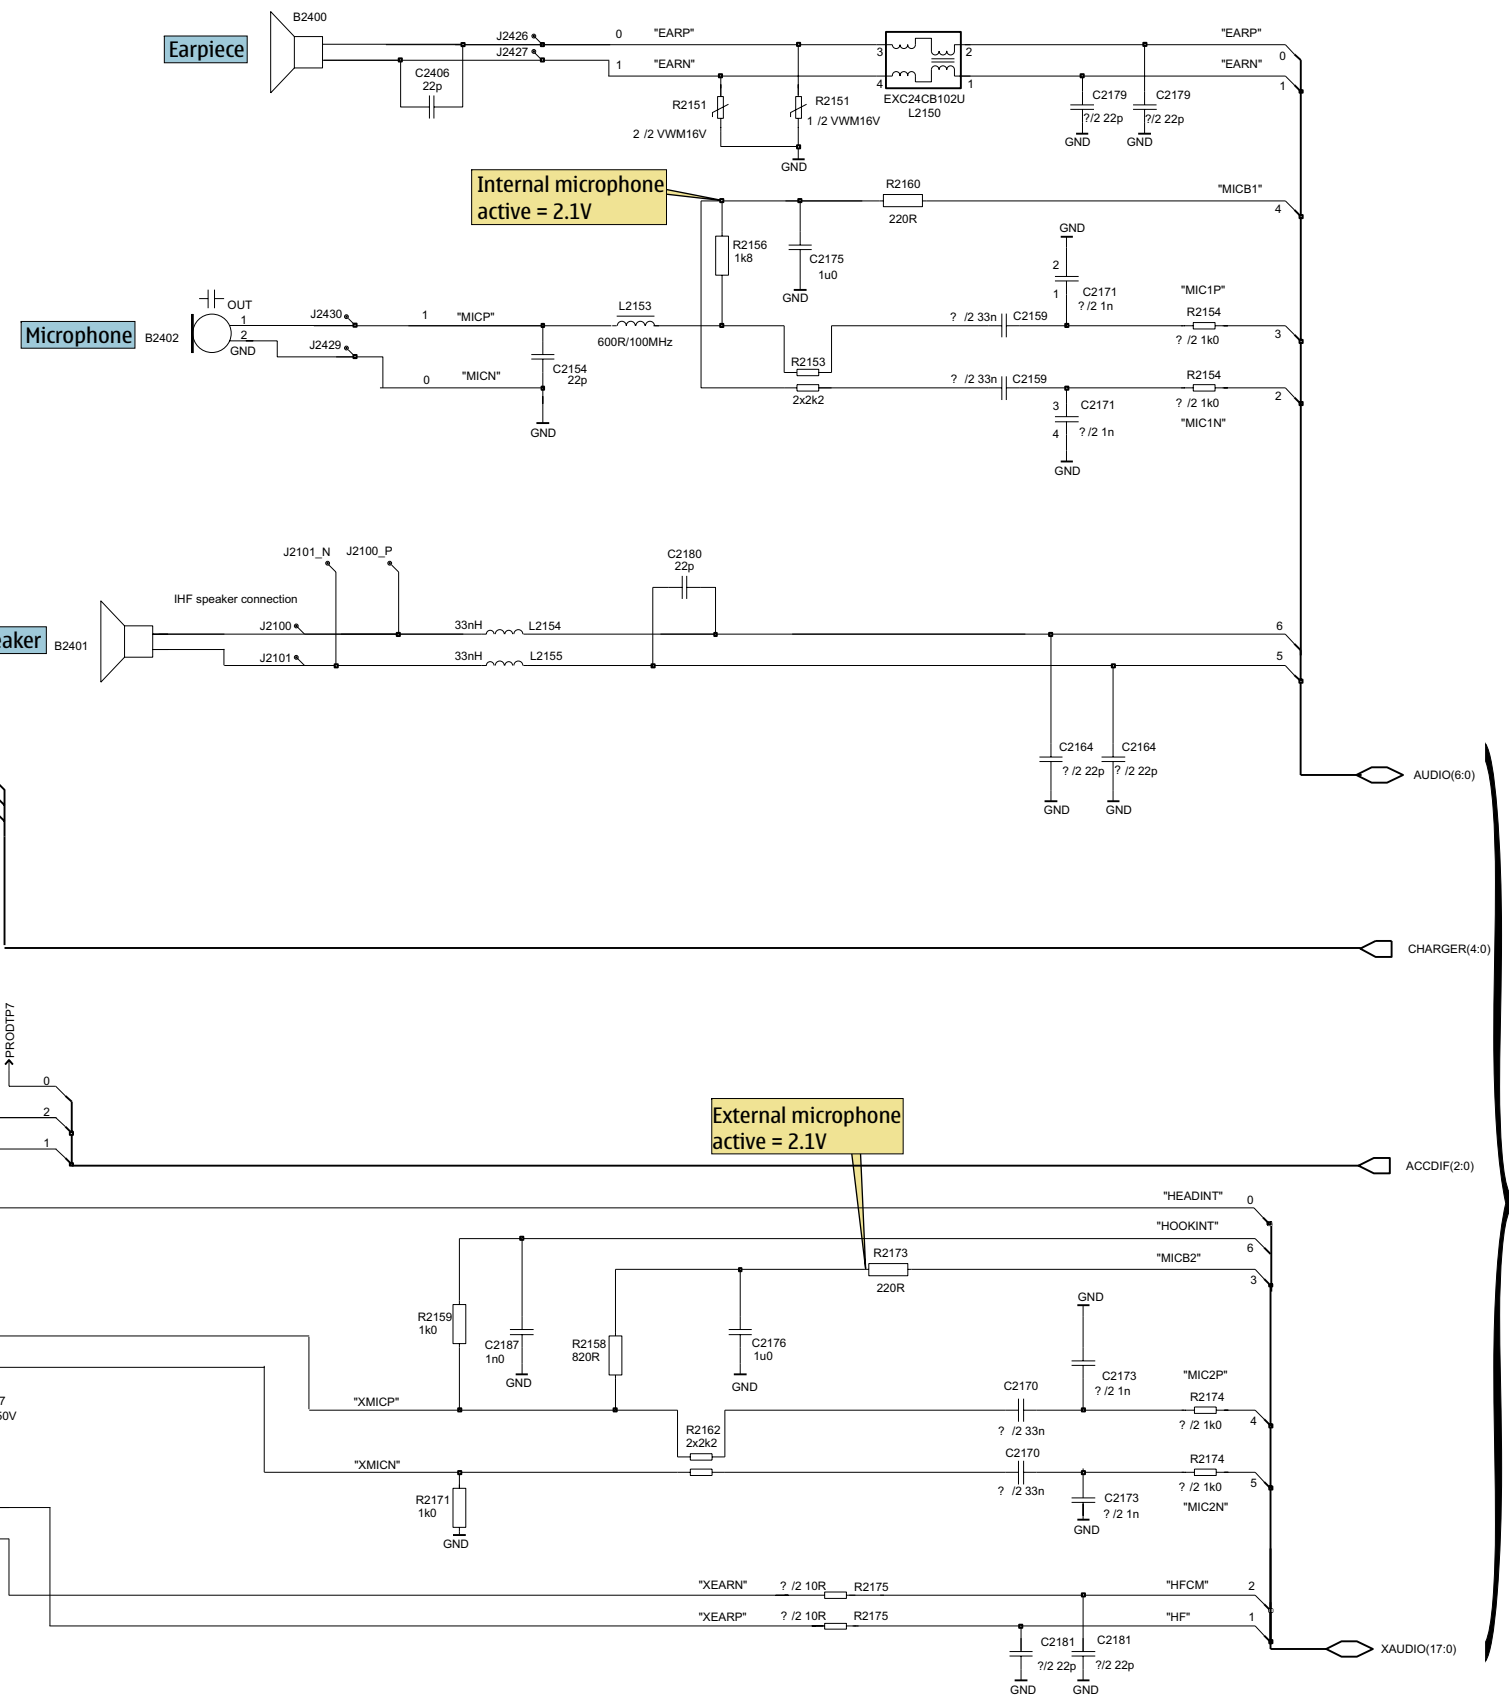 B2400
Earpiece
J2426
J2427
0
"EARP"
1
"EARN"
C2406
22p
R2151
2 /2 VWM16V
R2151
1 /2 VWM16V
GND
3
4
2
1
EXC24CB102U
L2150
"EARP"
0
"EARN"
1
C2179
?/2 22p
GND
C2179
?/2 22p
GND
Internal microphone
active = 2.1V
R2160
220R
"MICB1"
4
R2156
1k8
C2175
1u0
GND
GND
2
1
C2171
? /2 1n
"MIC1P"
R2154
? /2 1k0
3
Microphone
B2402
OUT
1
2
GND
J2430
J2429
1
"MICP"
0
"MICN"
C2154
22p
GND
L2153
600R/100MHz
R2153
2x2k2
? /2 33n
C2159
? /2 33n
C2159
3
4
C2171
? /2 1n
GND
R2154
? /2 1k0
"MIC1N"
2
J2101_N
J2100_P
C2180
22p
IHF speaker connection
eaker
B2401
J2100
J2101
33nH
L2154
33nH
L2155
6
5
C2164
? /2 22p
GND
C2164
? /2 22p
GND
AUDIO(6:0)
CHARGER(4:0)
PRODTP7
0
2
1
External microphone
active = 2.1V
ACCDIF(2:0)
"HEADINT"
0
"HOOKINT"
6
R2173
220R
"MICB2"
3
R2159
1k0
C2187
1n0
GND
R2158
820R
C2176
1u0
GND
GND
C2173
? /2 1n
7
50V
"XMICP"
R2162
2x2k2
C2170
? /2 33n
"MIC2P"
R2174
? /2 1k0
4
"XMICN"
R2171
1k0
GND
C2170
? /2 33n
C2173
? /2 1n
GND
R2174
? /2 1k0
"MIC2N"
5
"XEARN"
? /2 10R
R2175
"HFCM"
2
"XEARP"
? /2 10R
R2175
"HF"
1
C2181
?/2 22p
GND
C2181
?/2 22p
GND
XAUDIO(17:0)